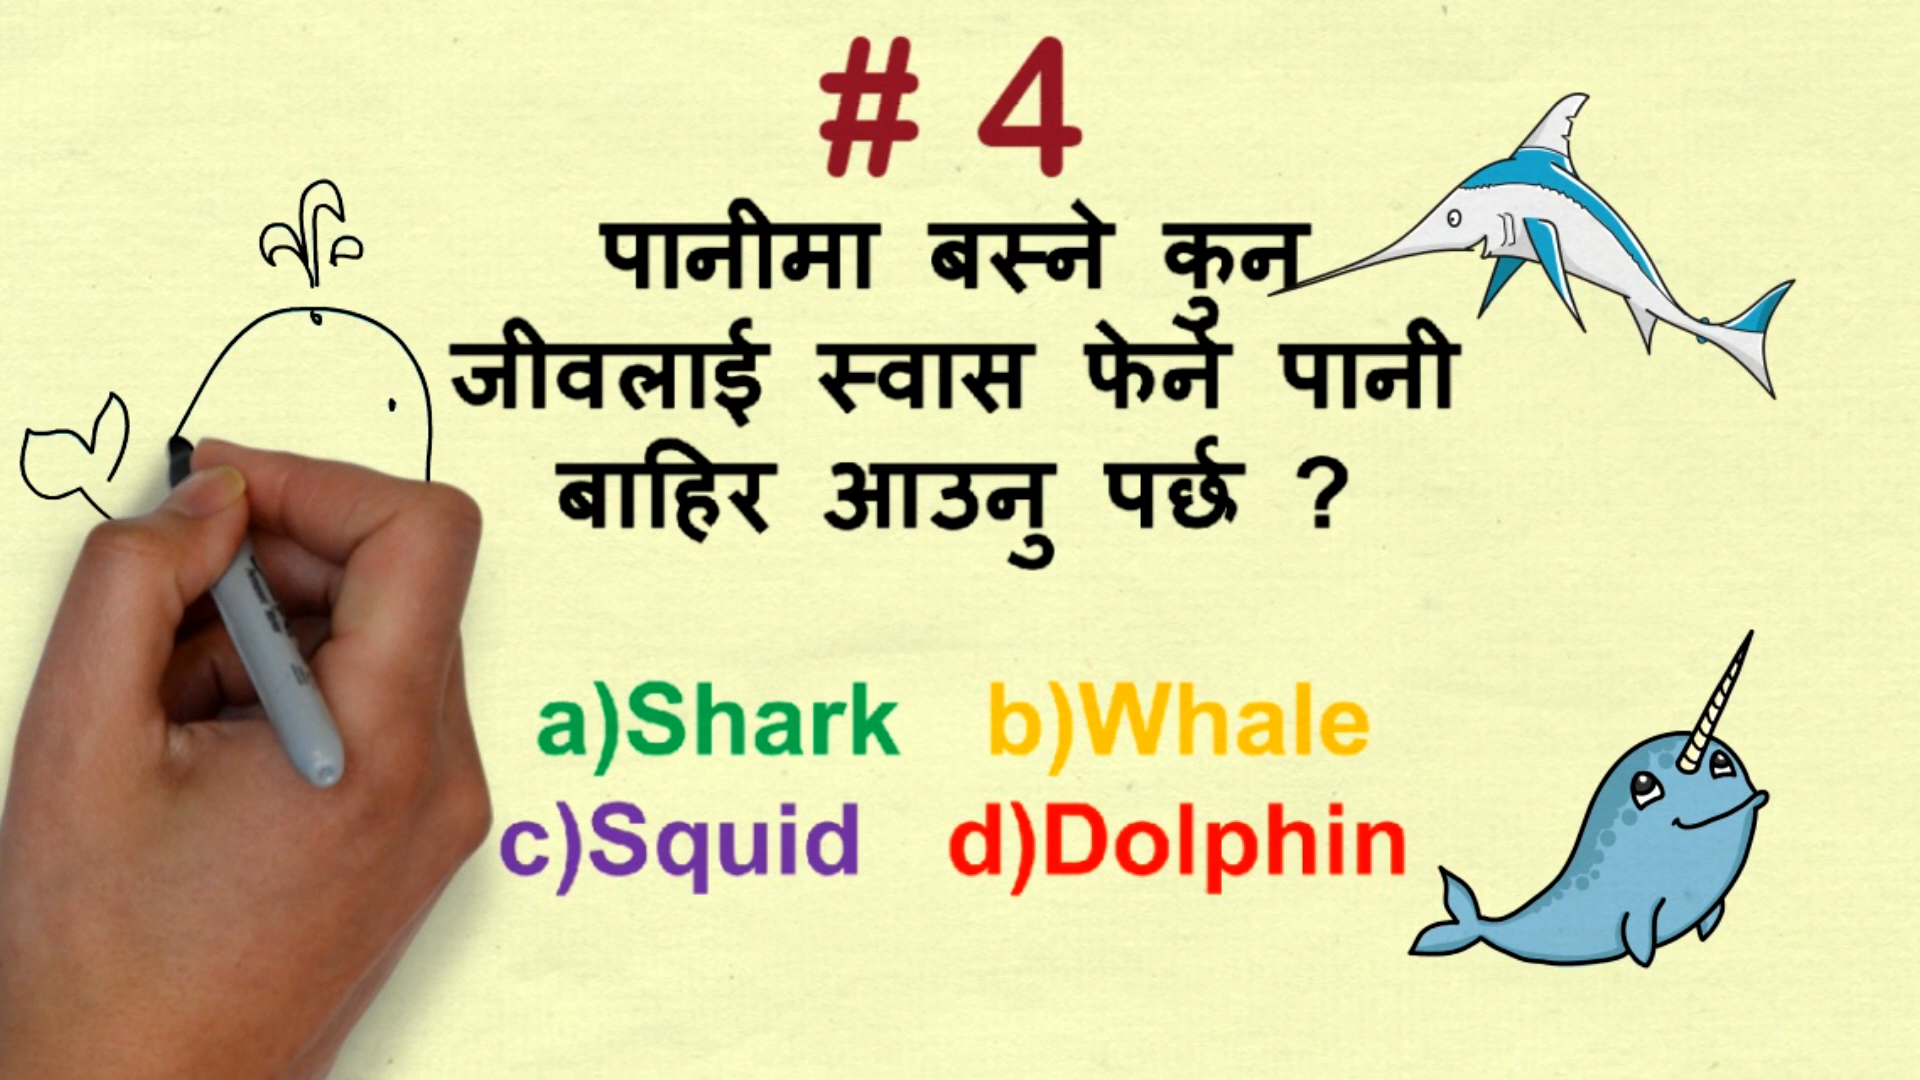 # 4
पानीमा बस्ने कुन
जीवलाई स्वास फेर्न पानी
बाहिर आउनु पर्छ ?
a)Shark b)Whale
c)Squid d)Dolphin